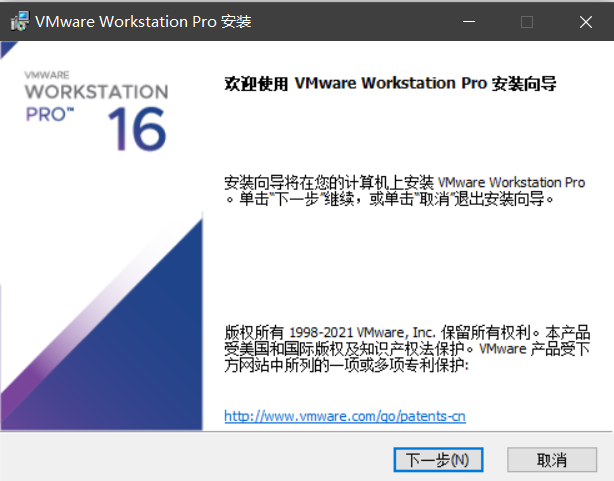 VMware Workstation Pro 安装
VMWARE
WORKSTATION
PRO™ 16
欢迎使用 VMware Workstation Pro 安装向导
安装向导将在您的计算机上安装 VMware Workstation Pro
。单击“下一步”继续，或单击“取消”退出安装向导。
版权所有 1998-2021 VMware, Inc. 保留所有权利。本产品
受美国和国际版权及知识产权法保护。VMware 产品受下
方网站中所列的一项或多项专利保护:
http://www.vmware.com/go/patents-cn
下一步(N)
取消